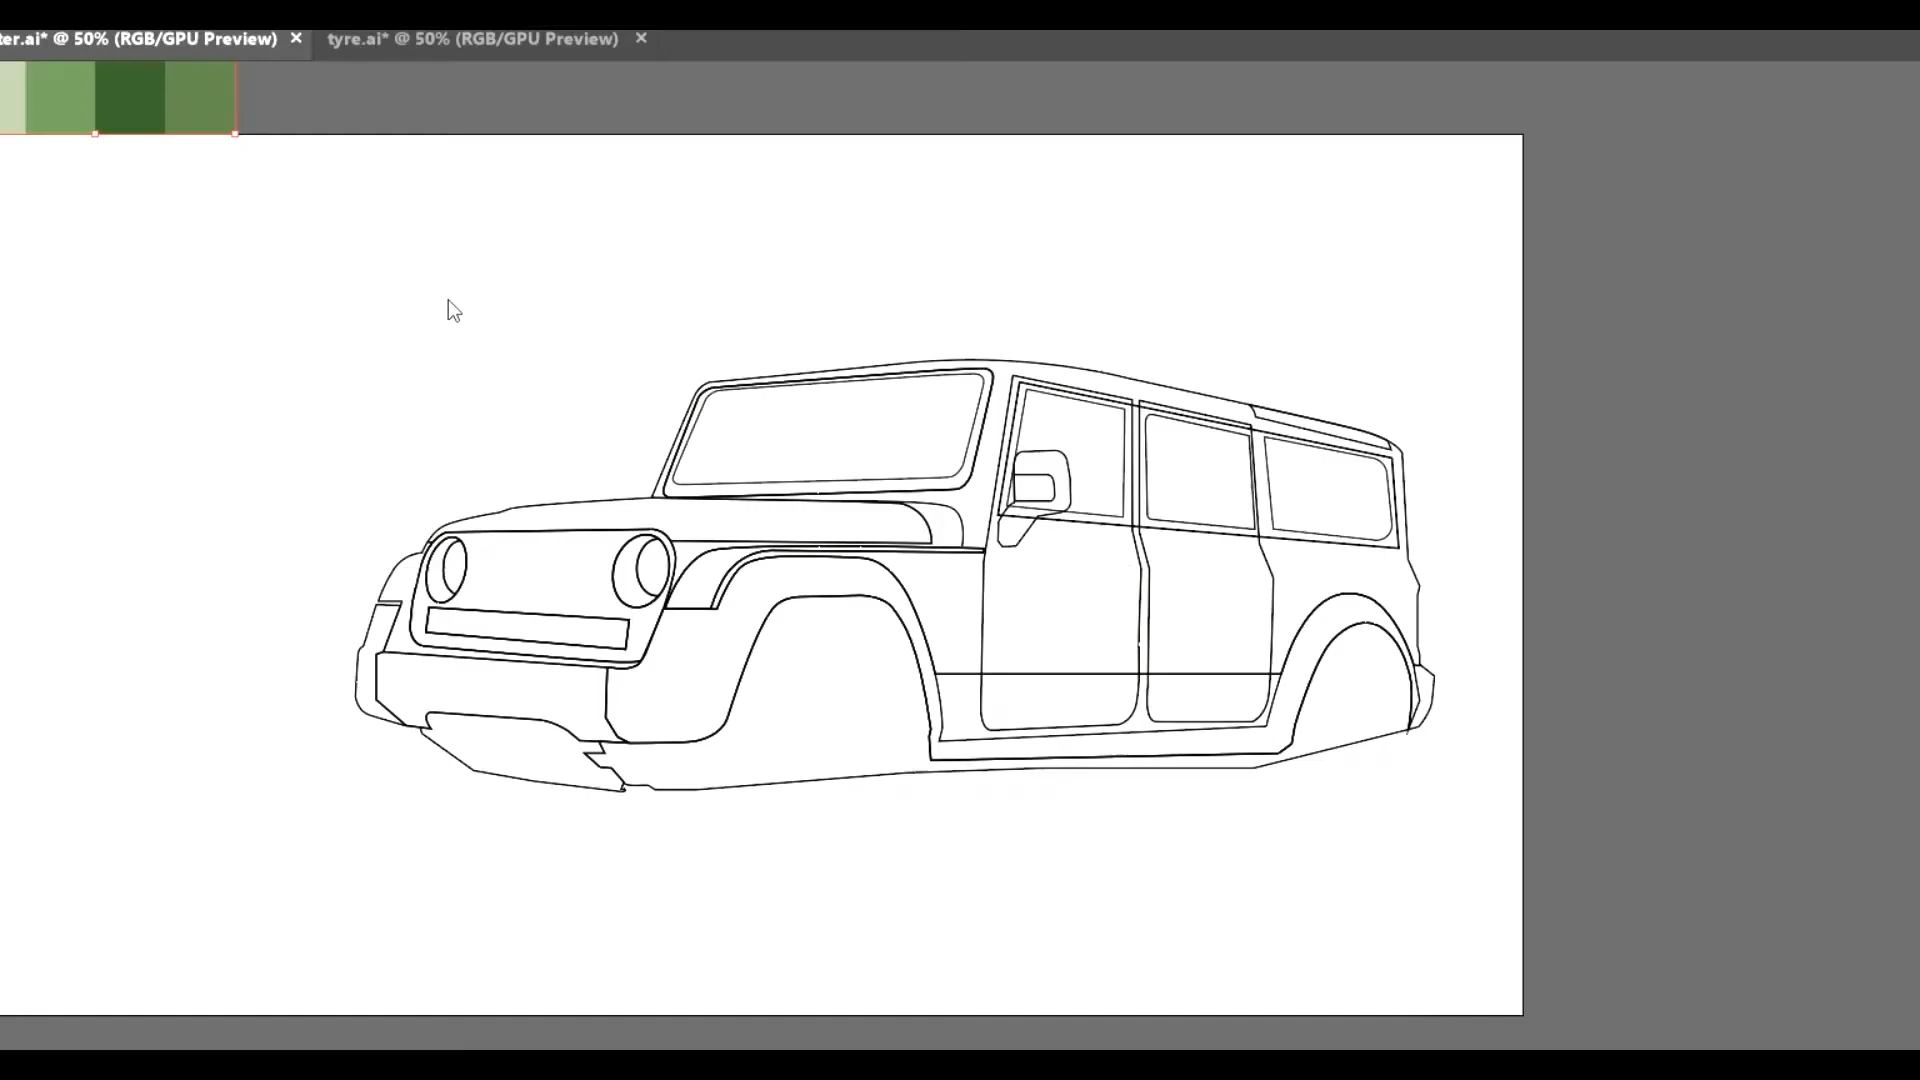 ter.ai* @ 50% (RGB/GPU Preview) × tyre.ai* @ 50% (RGB/GPU Preview) ×